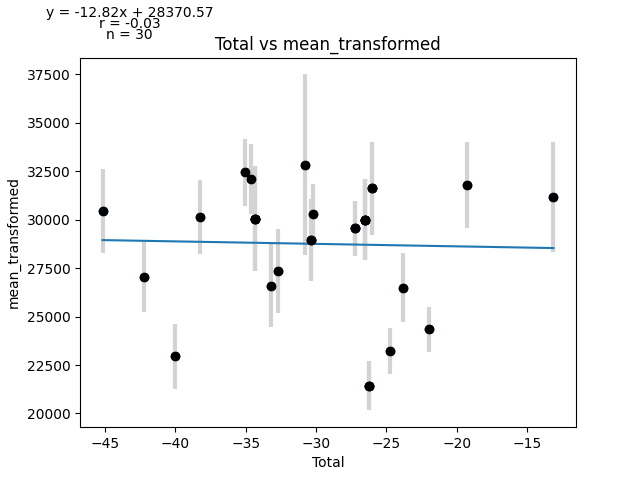 y = -12.82x + 28370.57
r = -0.03
n = 30
Total vs mean_transformed
37500
35000
32500
30000
27500
25000
22500
20000
mean_transformed
−45
−40
−35
−30
−25
−20
−15
Total